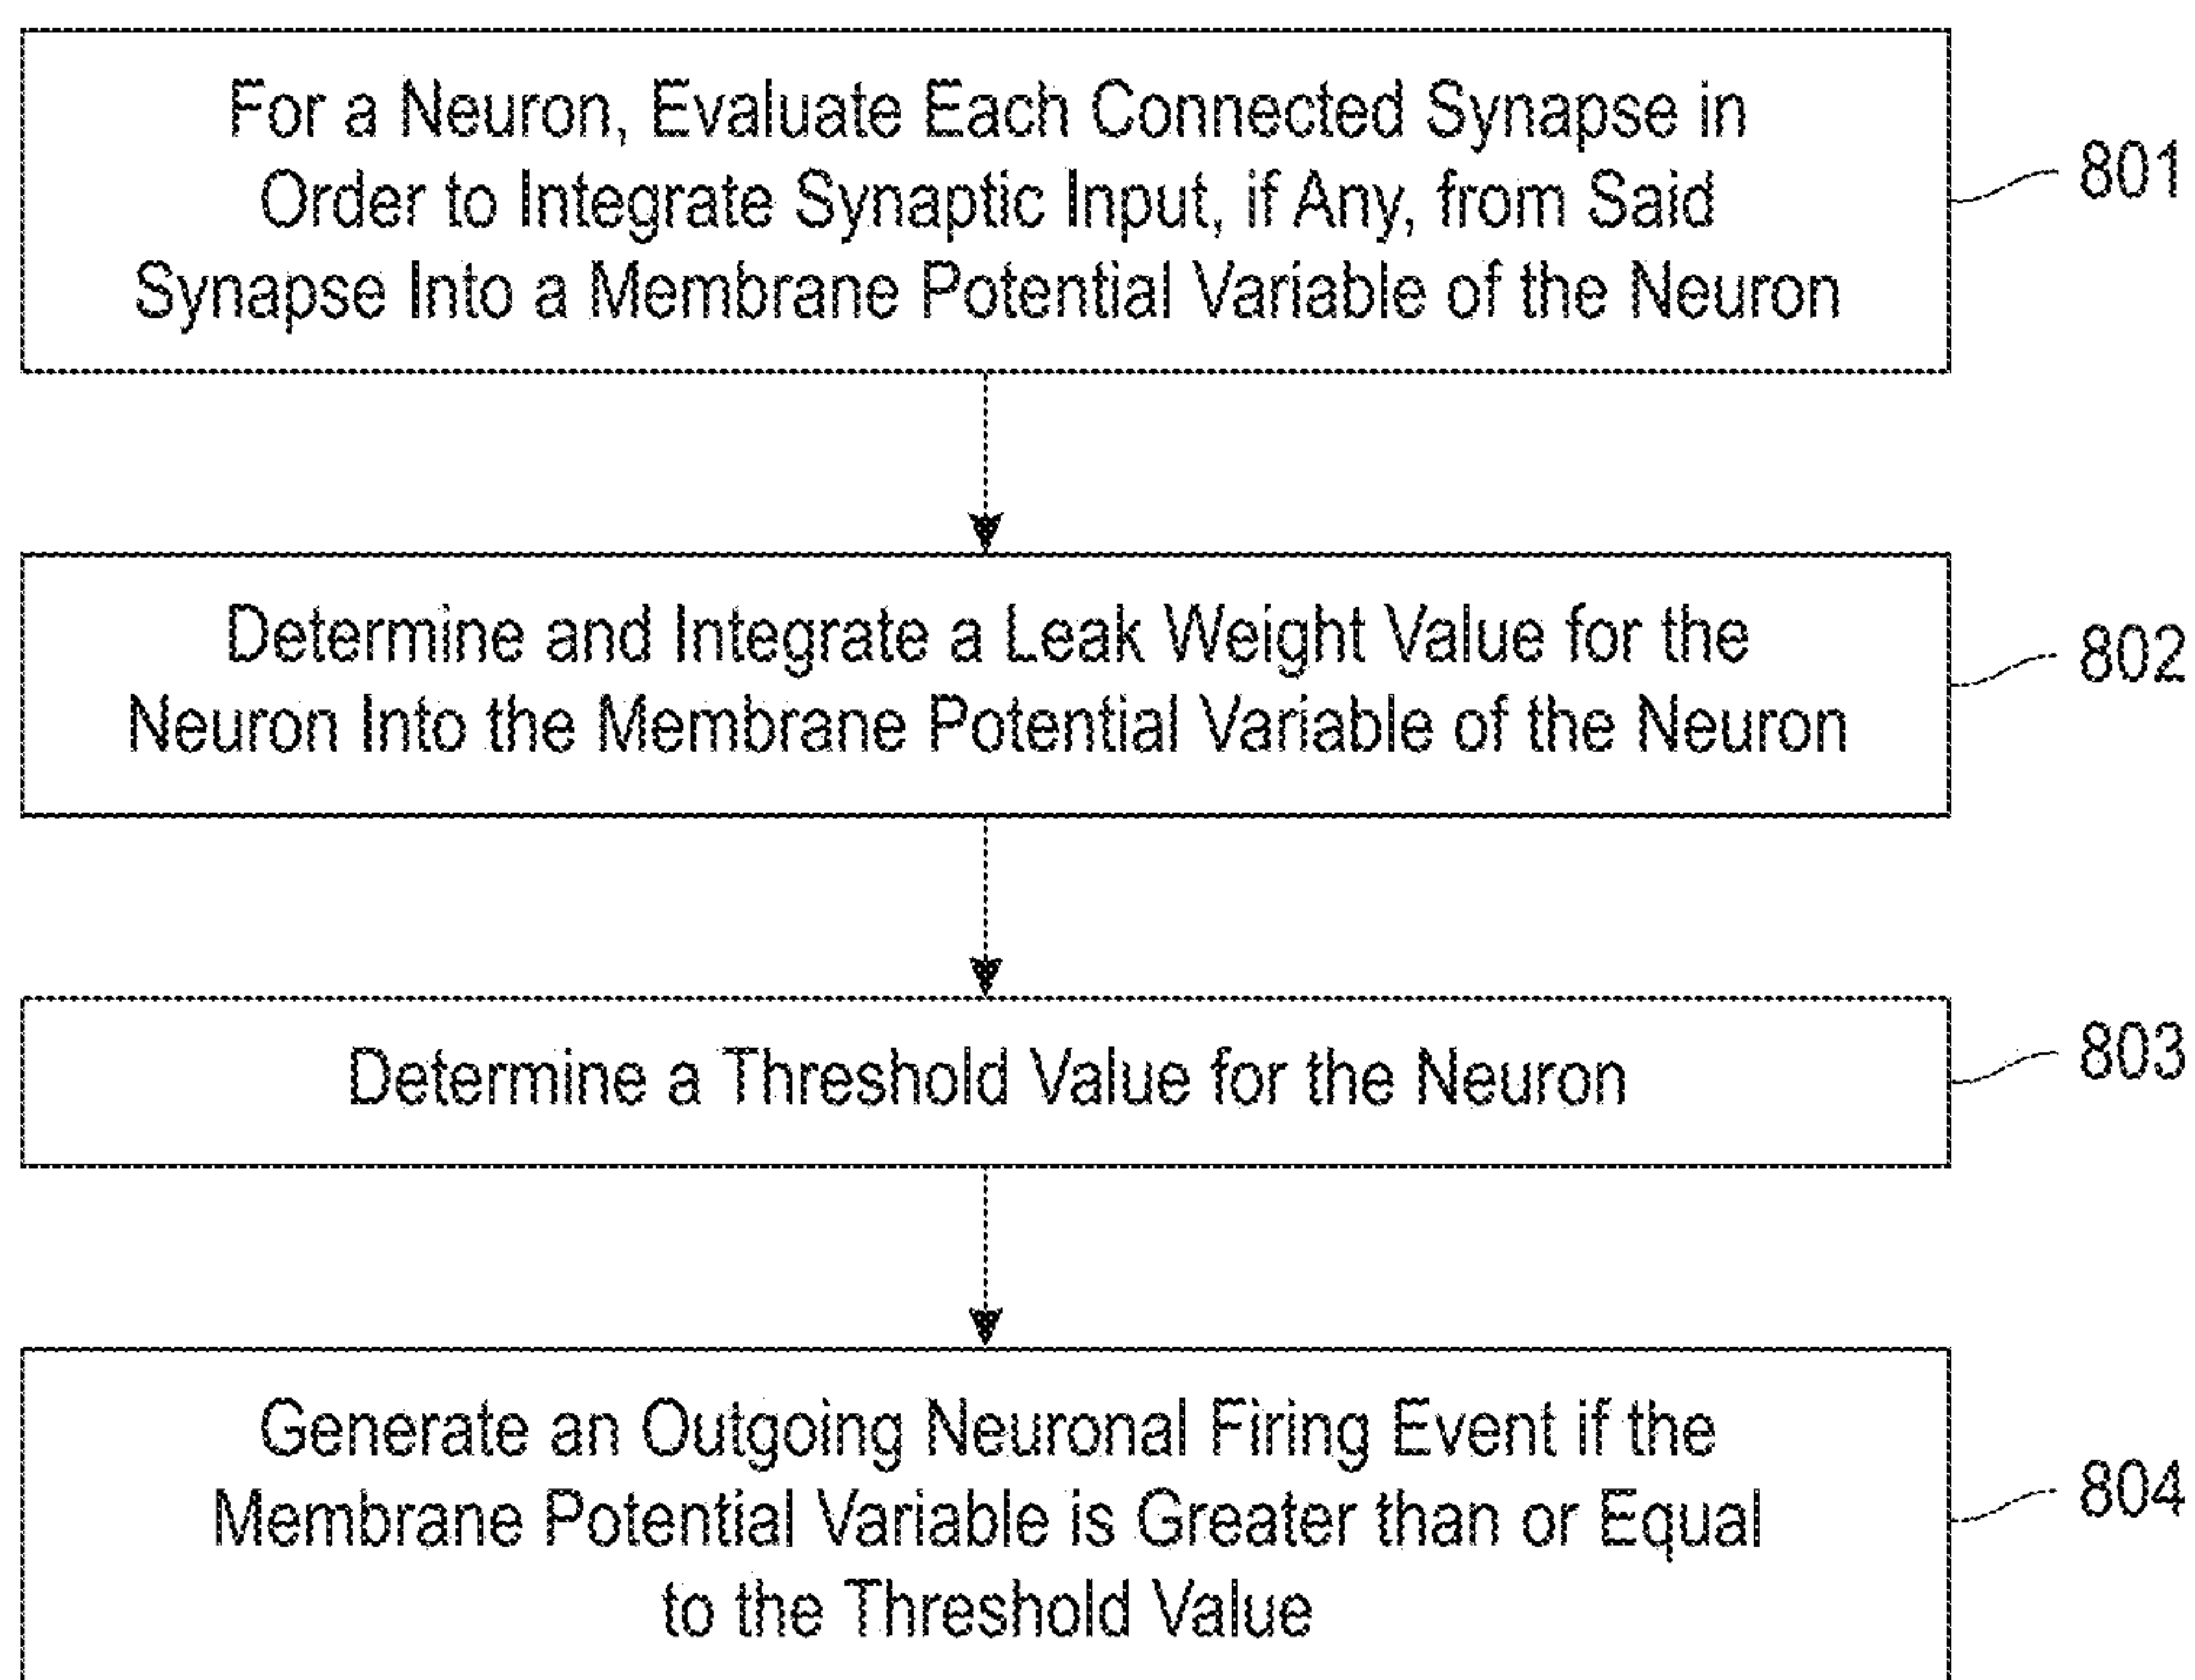 For a Neuron, Evaluate Each Connected Synapse in
Order to Integrate Synaptic Input, if Any, from Said
Synapse Into a Membrane Potential Variable of the Neuron
801
Determine and Integrate a Leak Weight Value for the
Neuron Into the Membrane Potential Variable of the Neuron
802
Determine a Threshold Value for the Neuron
803
Generate an Outgoing Neuronal Firing Event if the
Membrane Potential Variable is Greater than or Equal
to the Threshold Value
804